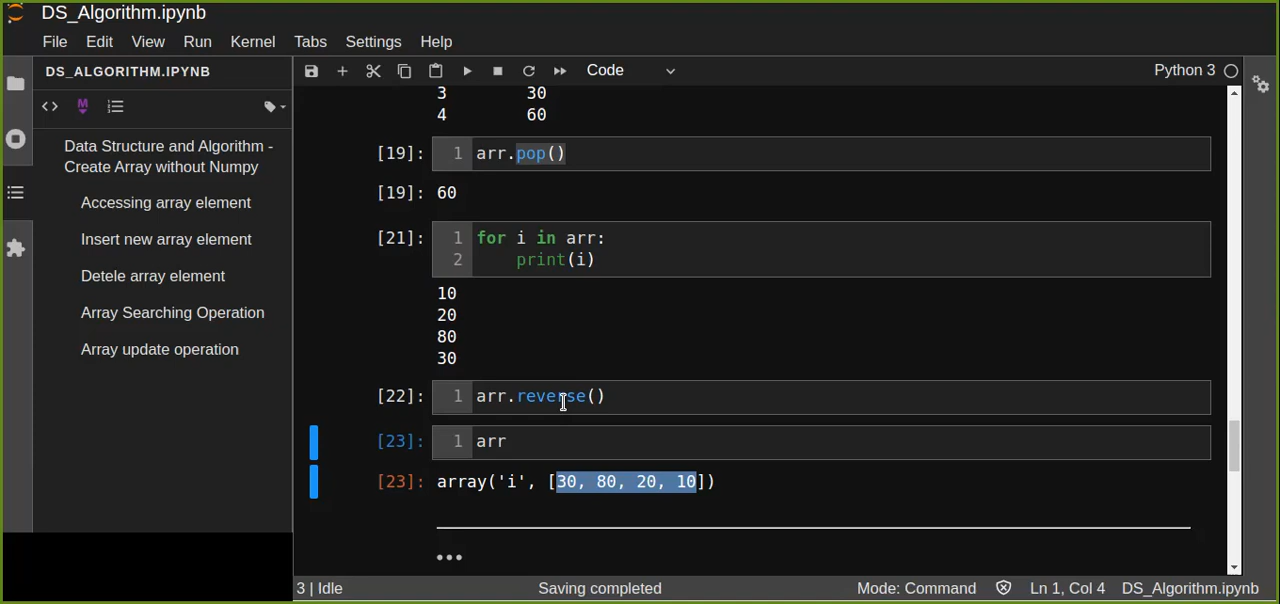 DS_Algorithm.ipynb
File Edit View Run Kernel Tabs Settings Help
DS_ALGORITHM.IPYNB
Code
Python 3
M
Data Structure and Algorithm -
Create Array without Numpy
Accessing array element
Insert new array element
Detele array element
Array Searching Operation
Array update operation
3 30
4 60
[19]: 1 arr.pop()
[19]: 60
[21]: 1 for i in arr:
2 print(i)
10
20
80
30
[22]: 1 arr.reverse()
[23]: 1 arr
[23]: array('i', [30, 80, 20, 10])
3 | Idle Saving completed Mode: Command Ln 1, Col 4 DS_Algorithm.ipynb